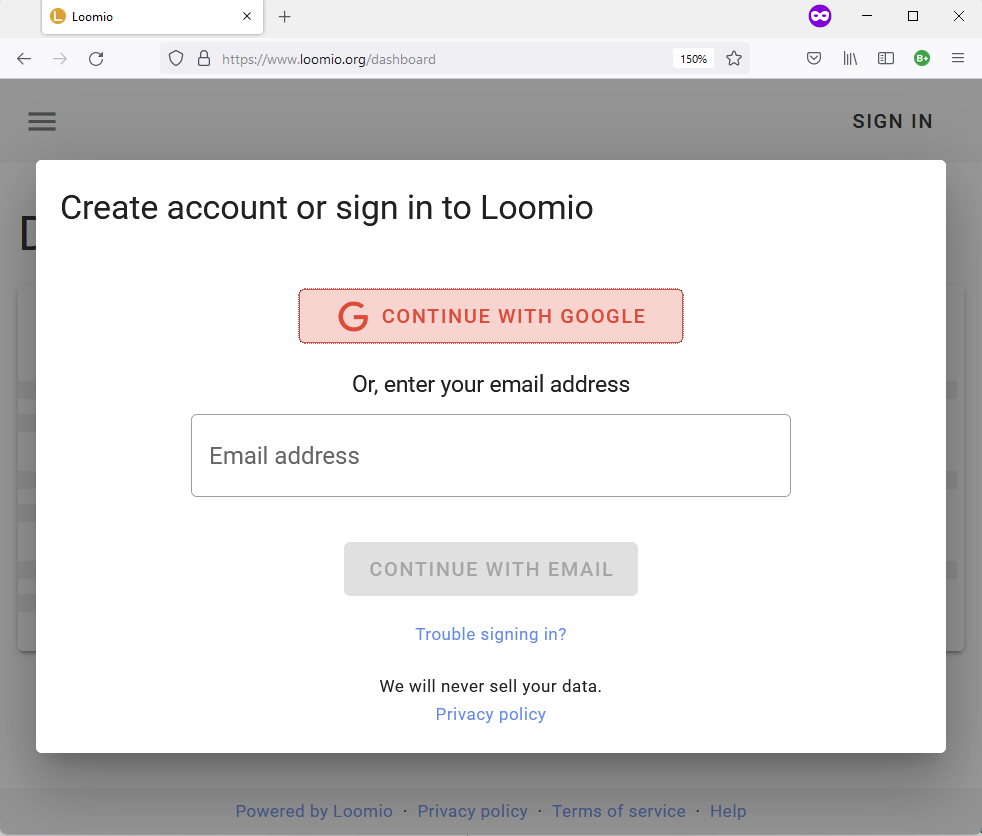 Loomio
https://www.loomio.org/dashboard
150%
B+
SIGN IN
Create account or sign in to Loomio
D
CONTINUE WITH GOOGLE
Or, enter your email address
Email address
CONTINUE WITH EMAIL
Trouble signing in?
We will never sell your data.
Privacy policy
Powered by Loomio · Privacy policy · Terms of service · Help